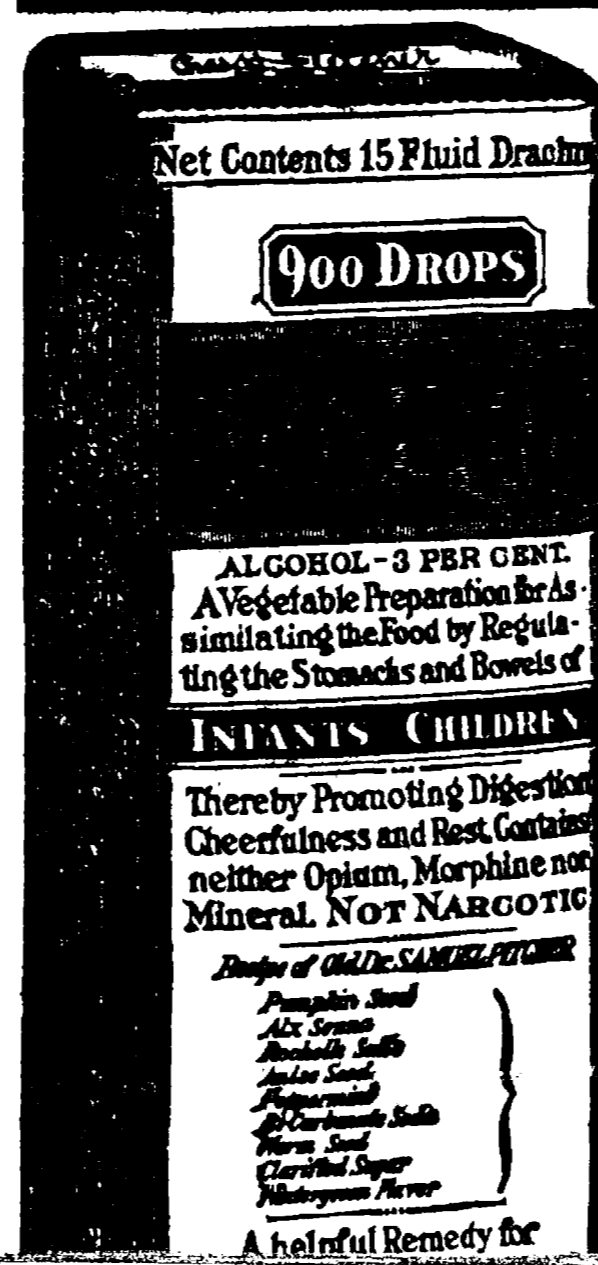 Net Contents 15 Fluid Drachm
900 DROPS
ALCOHOL-3 PER CENT.
A Vegetable Preparation for As-
similating the Food by Regula-
ting the Stomachs and Bowels of
INFANTS CHILDREN
Thereby Promoting Digestion
Cheerfulness and Rest. Contains
neither Opium, Morphine nor
Mineral. NOT NARCOTIC
Recipe of Old Dr. SAMUEL PITCHER
Pumpkin Seed
Alx Senna
Rochelle Salts
Anise Seed
Peppermint
Bi-Carbonate Soda
Worm Seed
Clarified Sugar
Wintergreen Flavor
A helpful Remedy for